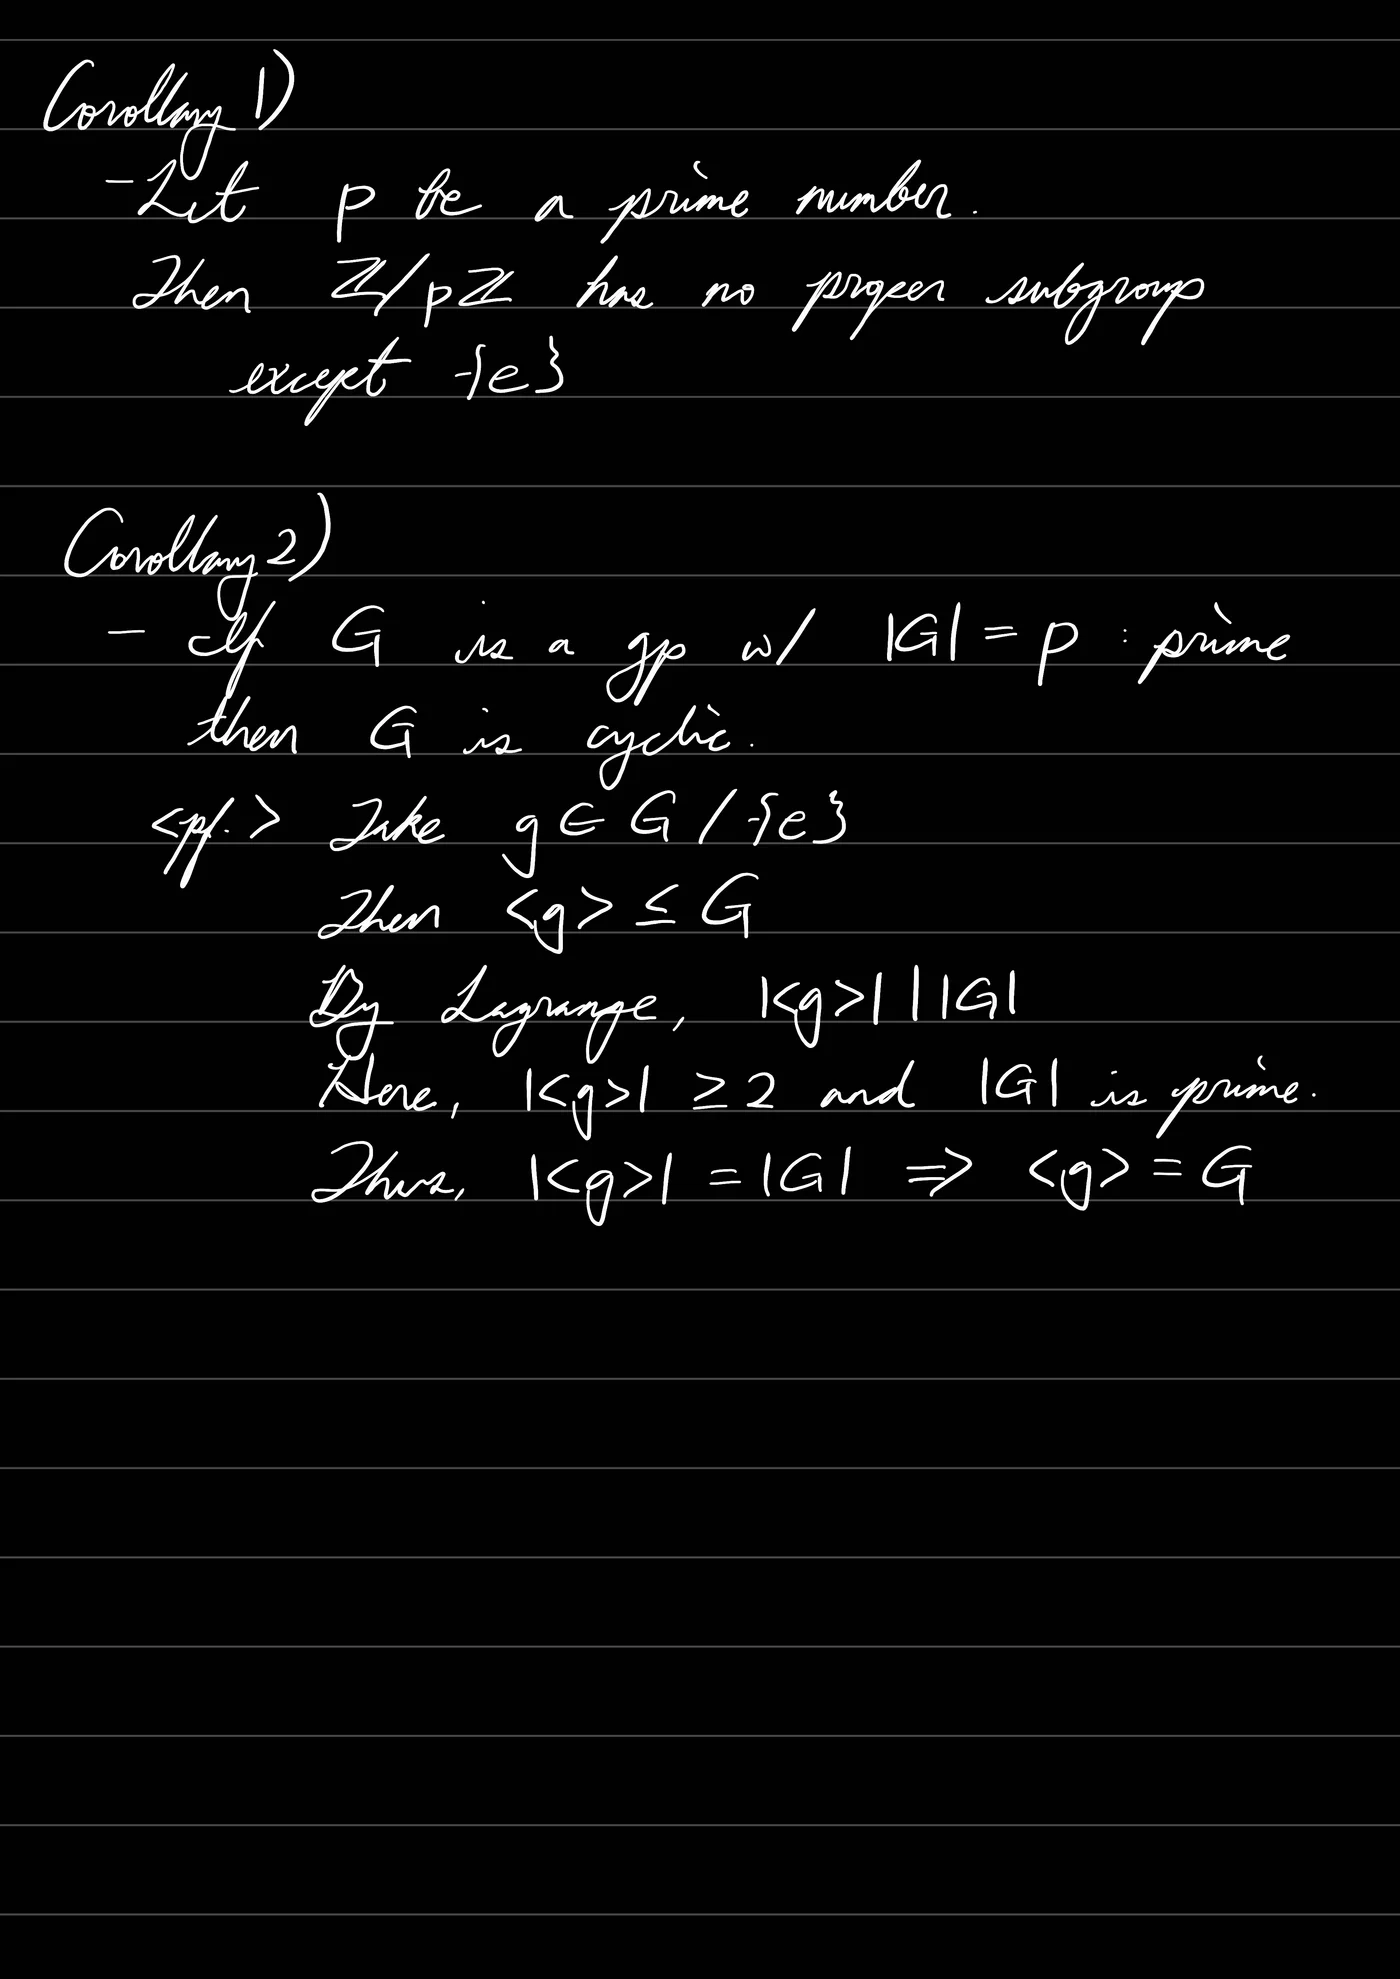 Corollary 1)
- Let p be a prime number.
Then ℤ/pℤ has no proper subgroup
except {e}
Corollary 2)
- If G is a gp w/ |G| = p : prime
then G is cyclic.
<pf.> Take g ∈ G / {e}
Then <g> ≤ G
By Lagrange, |<g>| | |G|
Here, |<g>| ≥ 2 and |G| is prime.
Thus, |<g>| = |G| ⇒ <g> = G